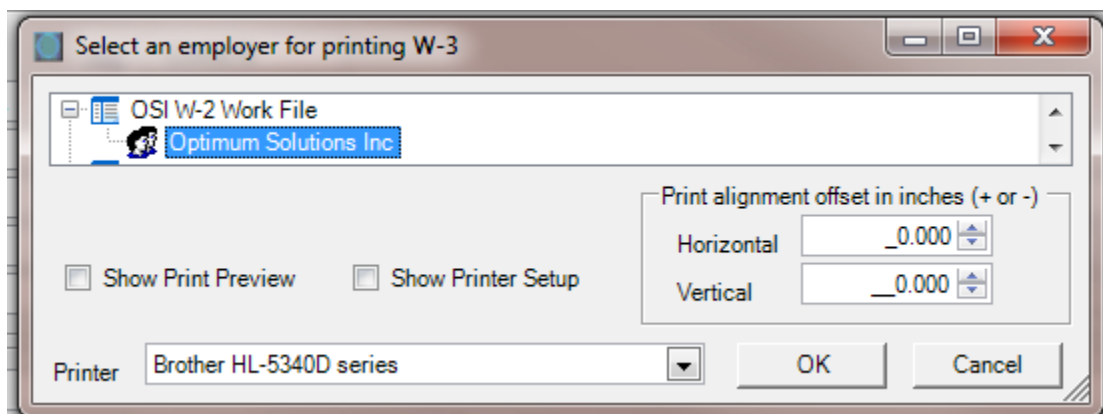 Select an employer for printing W-3
OSI W-2 Work File
Optimum Solutions Inc
Print alignment offset in inches (+ or -)
Horizontal _0.000
Show Print Preview Show Printer Setup
Vertical __0.000
Printer Brother HL-5340D series OK Cancel